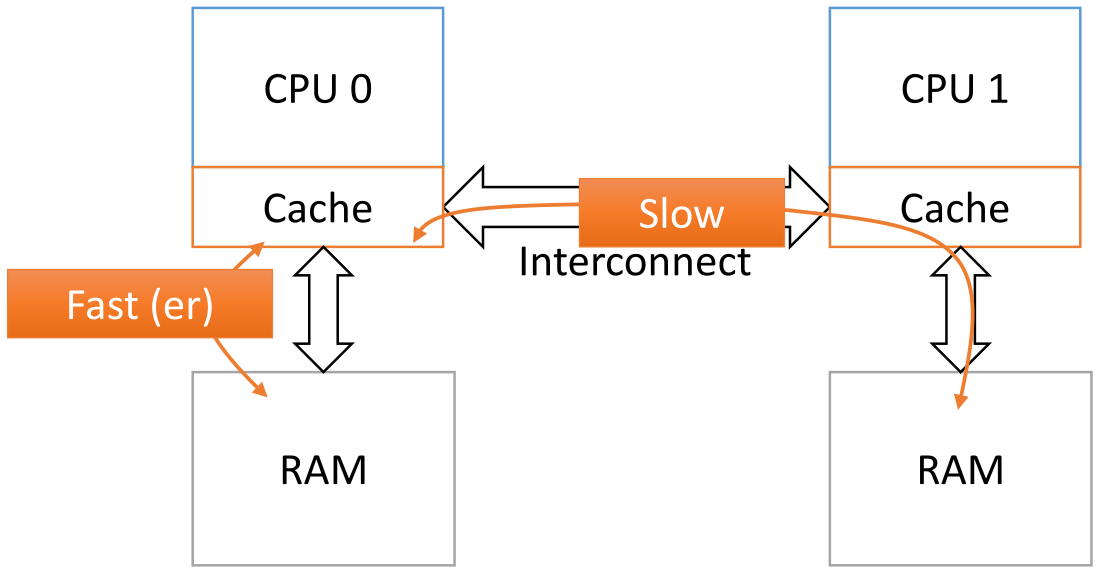 CPU 0
CPU 1
Cache
Slow
Cache
Interconnect
Fast (er)
RAM
RAM